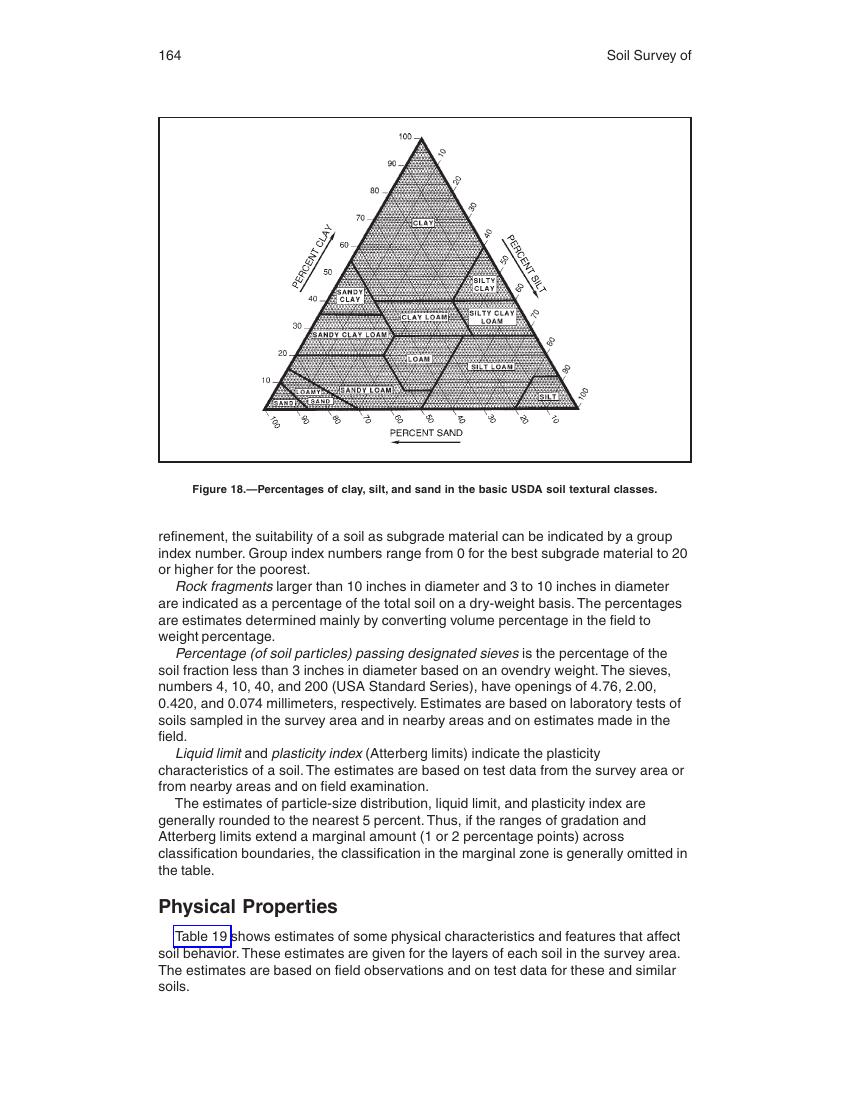 164
Soil Survey of
100
90
80
70
60
50
40
30
20
10
10
20
30
40
50
60
70
80
90
100
PERCENT CLAY
PERCENT SILT
CLAY
SILTY
CLAY
SANDY
CLAY
CLAY LOAM
SILTY CLAY
LOAM
SANDY CLAY LOAM
LOAM
SILT LOAM
SANDY LOAM
LOAMY
SAND
SAND
SILT
100
90
80
70
60
50
40
30
20
10
PERCENT SAND
Figure 18.—Percentages of clay, silt, and sand in the basic USDA soil textural classes.
refinement, the suitability of a soil as subgrade material can be indicated by a group
index number. Group index numbers range from 0 for the best subgrade material to 20
or higher for the poorest.
Rock fragments larger than 10 inches in diameter and 3 to 10 inches in diameter
are indicated as a percentage of the total soil on a dry-weight basis. The percentages
are estimates determined mainly by converting volume percentage in the field to
weight percentage.
Percentage (of soil particles) passing designated sieves is the percentage of the
soil fraction less than 3 inches in diameter based on an ovendry weight. The sieves,
numbers 4, 10, 40, and 200 (USA Standard Series), have openings of 4.76, 2.00,
0.420, and 0.074 millimeters, respectively. Estimates are based on laboratory tests of
soils sampled in the survey area and in nearby areas and on estimates made in the
field.
Liquid limit and plasticity index (Atterberg limits) indicate the plasticity
characteristics of a soil. The estimates are based on test data from the survey area or
from nearby areas and on field examination.
The estimates of particle-size distribution, liquid limit, and plasticity index are
generally rounded to the nearest 5 percent. Thus, if the ranges of gradation and
Atterberg limits extend a marginal amount (1 or 2 percentage points) across
classification boundaries, the classification in the marginal zone is generally omitted in
the table.
Physical Properties
Table 19 shows estimates of some physical characteristics and features that affect
soil behavior. These estimates are given for the layers of each soil in the survey area.
The estimates are based on field observations and on test data for these and similar
soils.